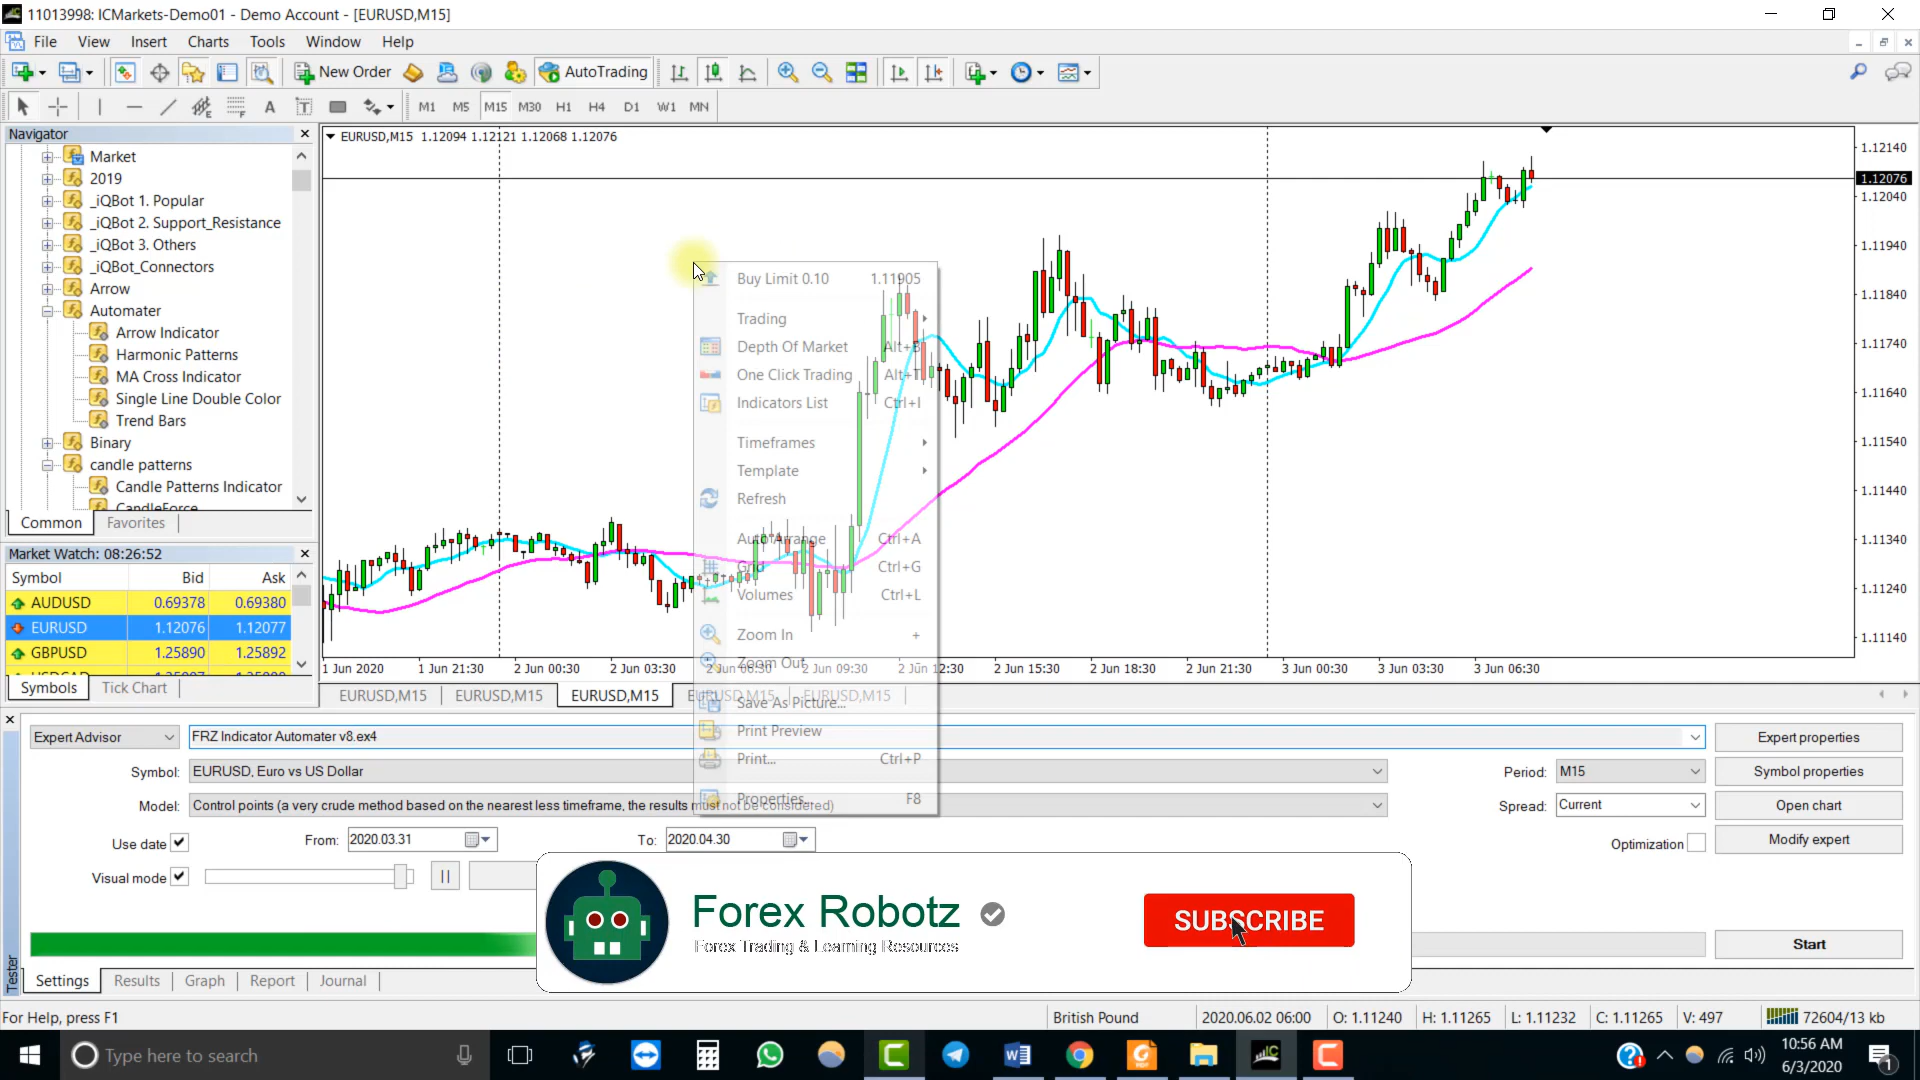 11013998: ICMarkets-Demo01 - Demo Account - [EURUSD,M15]
File View Insert Charts Tools Window Help
New Order AutoTrading
A T M1 M5 M15 M30 H1 H4 D1 W1 MN
Navigator
Market
2019
_iQBot 1. Popular
_iQBot 2. Support_Resistance
_iQBot 3. Others
_iQBot_Connectors
Arrow
Automater
Arrow Indicator
Harmonic Patterns
MA Cross Indicator
Single Line Double Color
Trend Bars
Binary
candle patterns
Candle Patterns Indicator
CandleForce
Common Favorites
Market Watch: 08:26:52
Symbol Bid Ask
AUDUSD 0.69378 0.69380
EURUSD 1.12076 1.12077
GBPUSD 1.25890 1.25892
Symbols Tick Chart
EURUSD,M15 1.12094 1.12121 1.12068 1.12076
1.12140
1.12076
1.12040
1.11940
1.11840
1.11740
1.11640
1.11540
1.11440
1.11340
1.11240
1.11140
Buy Limit 0.10 1.11905
Trading
Depth Of Market Alt+B
One Click Trading Alt+T
Indicators List Ctrl+I
Timeframes
Template
Refresh
Auto Arrange Ctrl+A
Grid Ctrl+G
Volumes Ctrl+L
Zoom In +
Zoom Out
Save As Picture...
Print Preview
Print... Ctrl+P
Properties... F8
1 Jun 2020 1 Jun 21:30 2 Jun 00:30 2 Jun 03:30 2 Jun 06:30 2 Jun 09:30 2 Jun 12:30 2 Jun 15:30 2 Jun 18:30 2 Jun 21:30 3 Jun 00:30 3 Jun 03:30 3 Jun 06:30
EURUSD,M15 EURUSD,M15 EURUSD,M15 EURUSD,M15 EURUSD,M15
Expert Advisor FRZ Indicator Automater v8.ex4 Expert properties
Symbol: EURUSD, Euro vs US Dollar Period: M15 Symbol properties
Model: Control points (a very crude method based on the nearest less timeframe, the results must not be considered) Spread: Current Open chart
Use date From: 2020.03.31 To: 2020.04.30 Optimization Modify expert
Visual mode
Forex Robotz
Forex Trading & Learning Resources
SUBSCRIBE
Start
Tester
Settings Results Graph Report Journal
For Help, press F1 British Pound 2020.06.02 06:00 O: 1.11240 H: 1.11265 L: 1.11232 C: 1.11265 V: 497 72604/13 kb
Type here to search
10:56 AM
6/3/2020
1